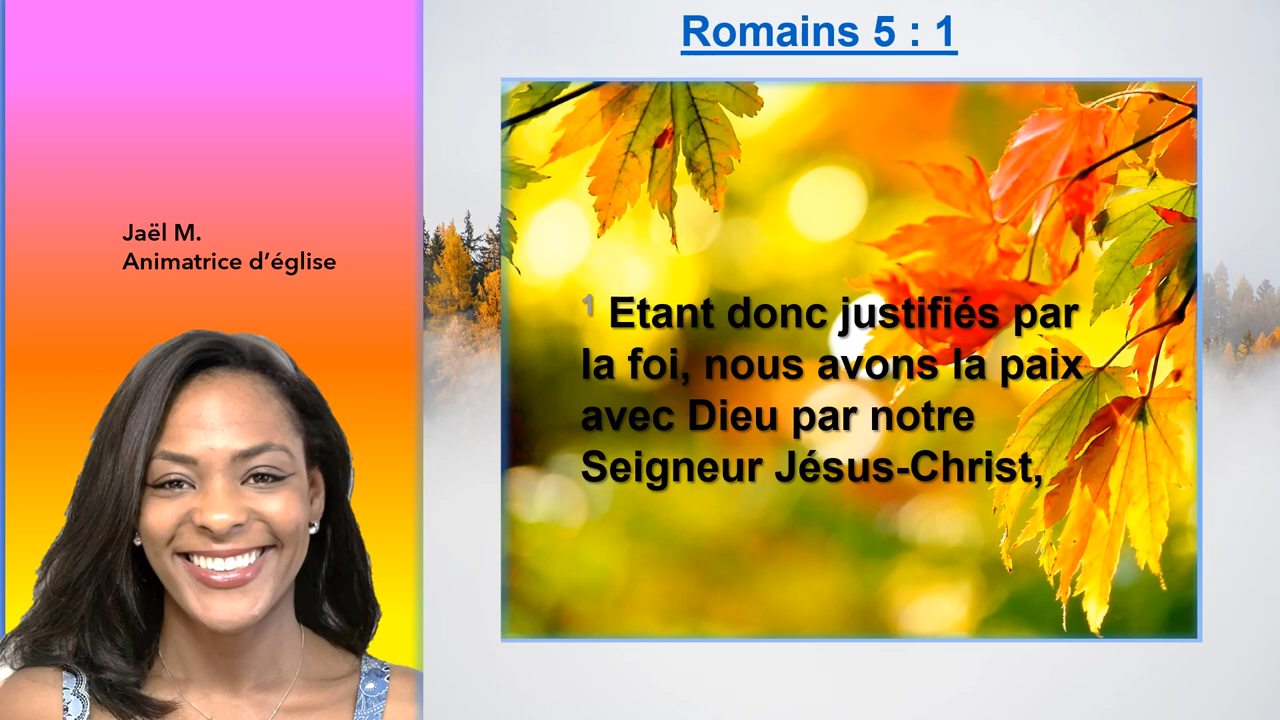 Romains 5 : 1
Jaël M.
Animatrice d’église
1 Etant donc justifiés par
la foi, nous avons la paix
avec Dieu par notre
Seigneur Jésus-Christ,